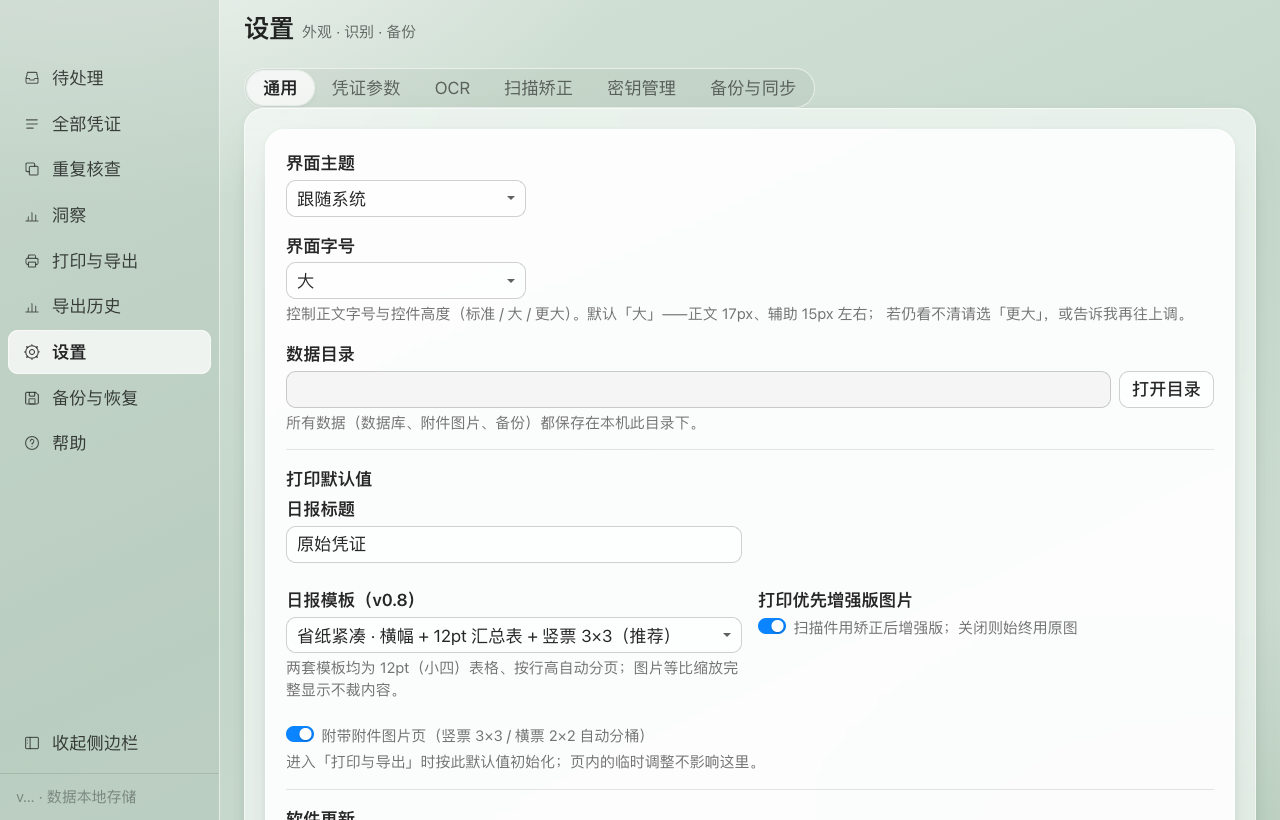 待处理
全部凭证
重复核查
洞察
打印与导出
导出历史
设置
备份与恢复
帮助
收起侧边栏
v... · 数据本地存储
设置 外观 · 识别 · 备份
通用 凭证参数 OCR 扫描矫正 密钥管理 备份与同步
界面主题
跟随系统
界面字号
大
控制正文字号与控件高度（标准 / 大 / 更大）。默认「大」——正文 17px、辅助 15px 左右； 若仍看不清请选「更大」，或告诉我再往上调。
数据目录
打开目录
所有数据（数据库、附件图片、备份）都保存在本机此目录下。
打印默认值
日报标题
原始凭证
日报模板（v0.8）
省纸紧凑 · 横幅 + 12pt 汇总表 + 竖票 3×3（推荐）
两套模板均为 12pt（小四）表格、按行高自动分页；图片等比缩放完
整显示不裁内容。
打印优先增强版图片
扫描件用矫正后增强版；关闭则始终用原图
附带附件图片页（竖票 3×3 / 横票 2×2 自动分桶）
进入「打印与导出」时按此默认值初始化；页内的临时调整不影响这里。
软件更新